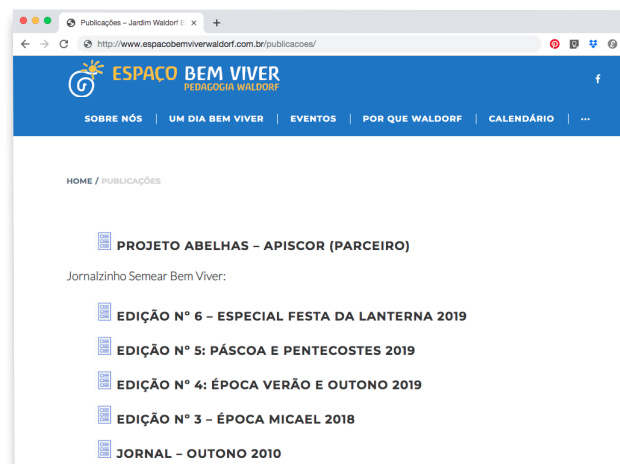 Publicações – Jardim Waldorf E
http://www.espacobemviverwaldorf.com.br/publicacoes/
ESPAÇO BEM VIVER
PEDAGOGIA WALDORF
SOBRE NÓS | UM DIA BEM VIVER | EVENTOS | POR QUE WALDORF | CALENDÁRIO | ...
HOME / PUBLICAÇÕES
PROJETO ABELHAS – APISCOR (PARCEIRO)
Jornalzinho Semear Bem Viver:
EDIÇÃO Nº 6 – ESPECIAL FESTA DA LANTERNA 2019
EDIÇÃO Nº 5: PÁSCOA E PENTECOSTES 2019
EDIÇÃO Nº 4: ÉPOCA VERÃO E OUTONO 2019
EDIÇÃO Nº 3 – ÉPOCA MICAEL 2018
JORNAL – OUTONO 2010